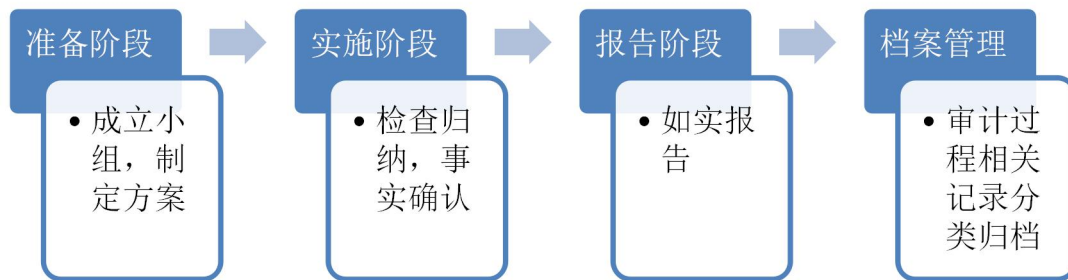 准备阶段
• 成立小
组，制
定方案
实施阶段
• 检查归
纳，事
实确认
报告阶段
• 如实报
告
档案管理
• 审计过
程相关
记录分
类归档